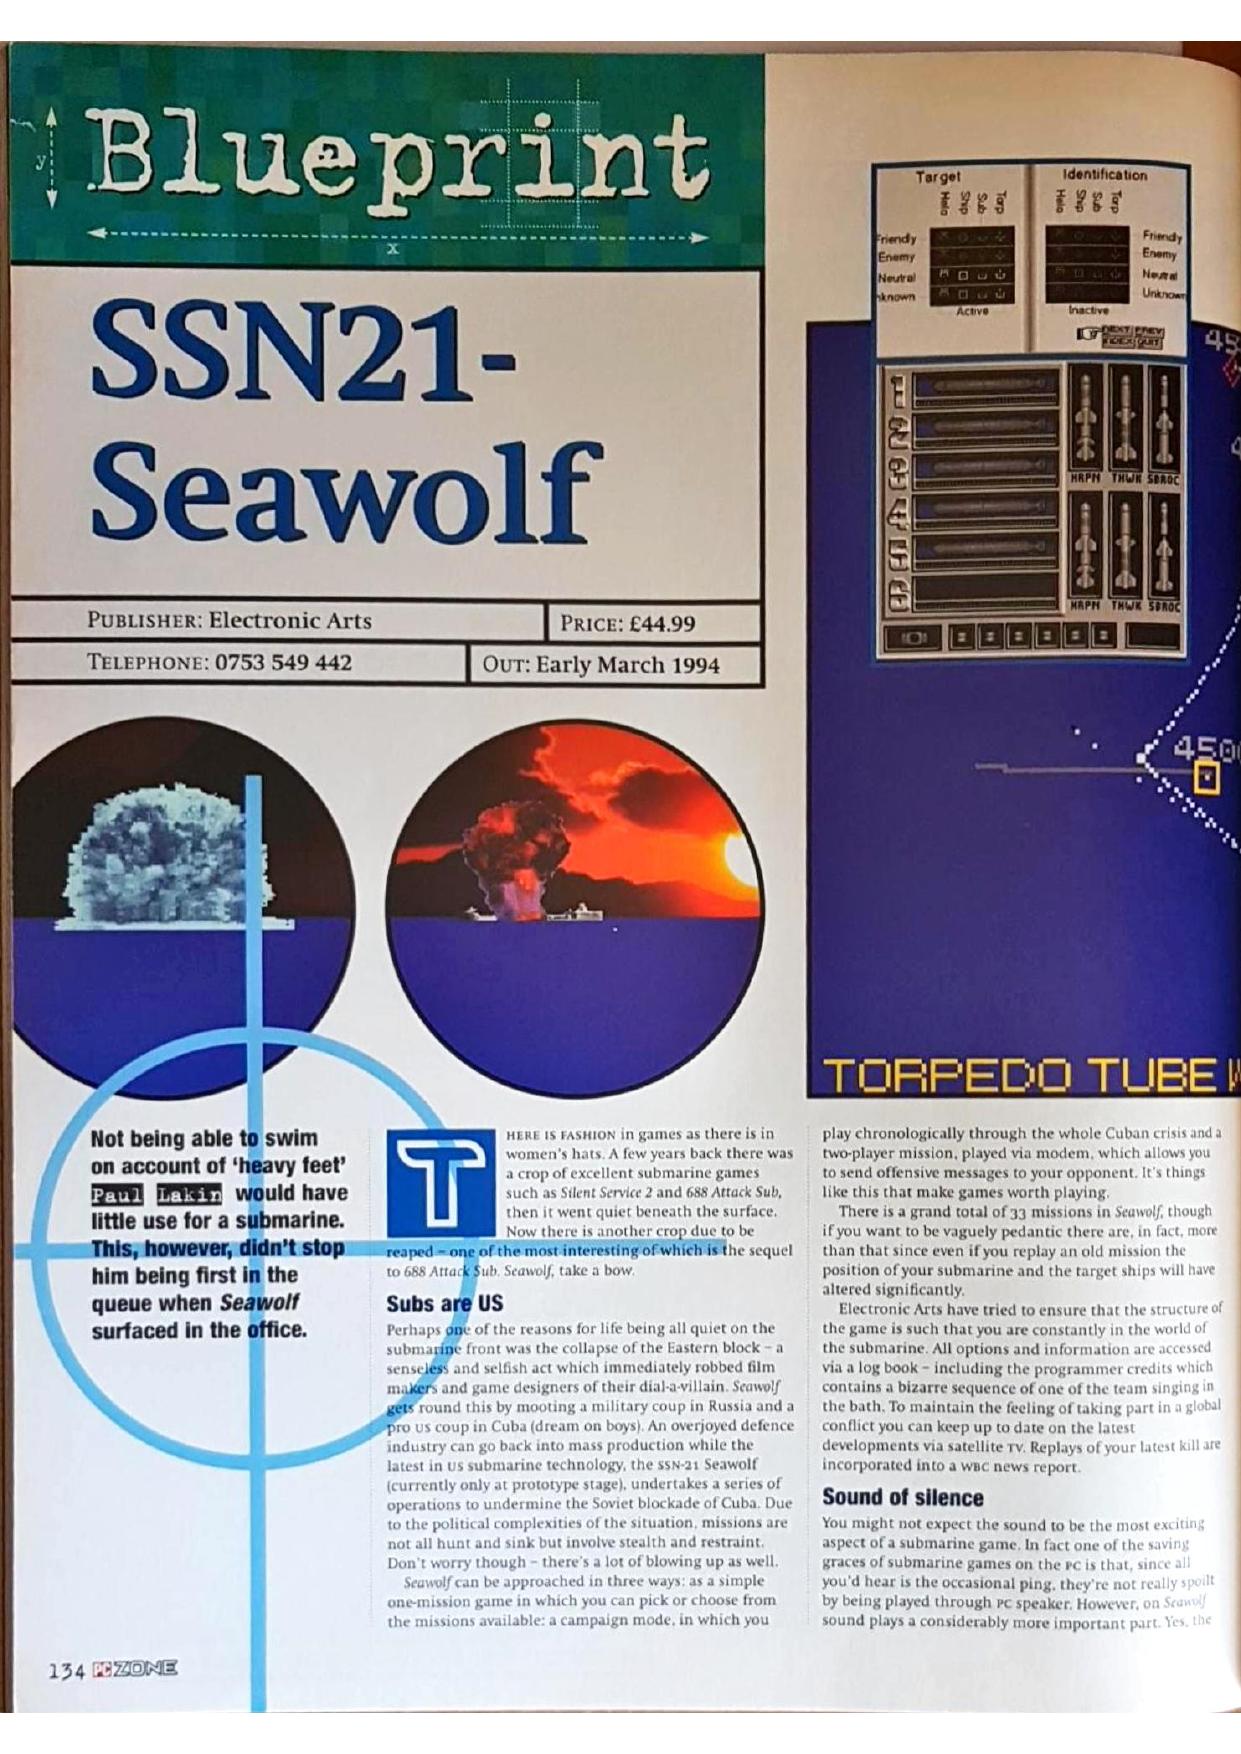 Blueprint
y
x
SSN21-
Seawolf
PUBLISHER: Electronic Arts
PRICE: £44.99
TELEPHONE: 0753 549 442
OUT: Early March 1994
Target
Identification
Helo Ship Sub Torp
Helo Ship Sub Torp
Friendly
Enemy
Neutral
Friendly
Enemy
Neutral
Unknown
Active
Inactive
NEXT PREV
INDEX QUIT
1
2
3
4
5
6
HRPN THWK SBROC
HRPN THWK SBROC
TORPEDO TUBE
Not being able to swim
on account of ‘heavy feet’
Paul Lakin would have
little use for a submarine.
This, however, didn't stop
him being first in the
queue when Seawolf
surfaced in the office.
THERE IS FASHION in games as there is in
women's hats. A few years back there was
a crop of excellent submarine games
such as Silent Service 2 and 688 Attack Sub,
then it went quiet beneath the surface.
Now there is another crop due to be
reaped – one of the most interesting of which is the sequel
to 688 Attack Sub. Seawolf, take a bow.
Subs are US
Perhaps one of the reasons for life being all quiet on the
submarine front was the collapse of the Eastern block – a
senseless and selfish act which immediately robbed film
makers and game designers of their dial-a-villain. Seawolf
gets round this by mooting a military coup in Russia and a
pro US coup in Cuba (dream on boys). An overjoyed defence
industry can go back into mass production while the
latest in US submarine technology, the SSN-21 Seawolf
(currently only at prototype stage), undertakes a series of
operations to undermine the Soviet blockade of Cuba. Due
to the political complexities of the situation, missions are
not all hunt and sink but involve stealth and restraint.
Don't worry though – there's a lot of blowing up as well.
Seawolf can be approached in three ways: as a simple
one-mission game in which you can pick or choose from
the missions available: a campaign mode, in which you
play chronologically through the whole Cuban crisis and a
two-player mission, played via modem, which allows you
to send offensive messages to your opponent. It's things
like this that make games worth playing.
There is a grand total of 33 missions in Seawolf, though
if you want to be vaguely pedantic there are, in fact, more
than that since even if you replay an old mission the
position of your submarine and the target ships will have
altered significantly.
Electronic Arts have tried to ensure that the structure of
the game is such that you are constantly in the world of
the submarine. All options and information are accessed
via a log book – including the programmer credits which
contains a bizarre sequence of one of the team singing in
the bath. To maintain the feeling of taking part in a global
conflict you can keep up to date on the latest
developments via satellite TV. Replays of your latest kill are
incorporated into a WBC news report.
Sound of silence
You might not expect the sound to be the most exciting
aspect of a submarine game. In fact one of the saving
graces of submarine games on the PC is that, since all
you'd hear is the occasional ping, they're not really spoilt
by being played through PC speaker. However, on Seawolf
sound plays a considerably more important part. Yes, the
134 PC ZONE